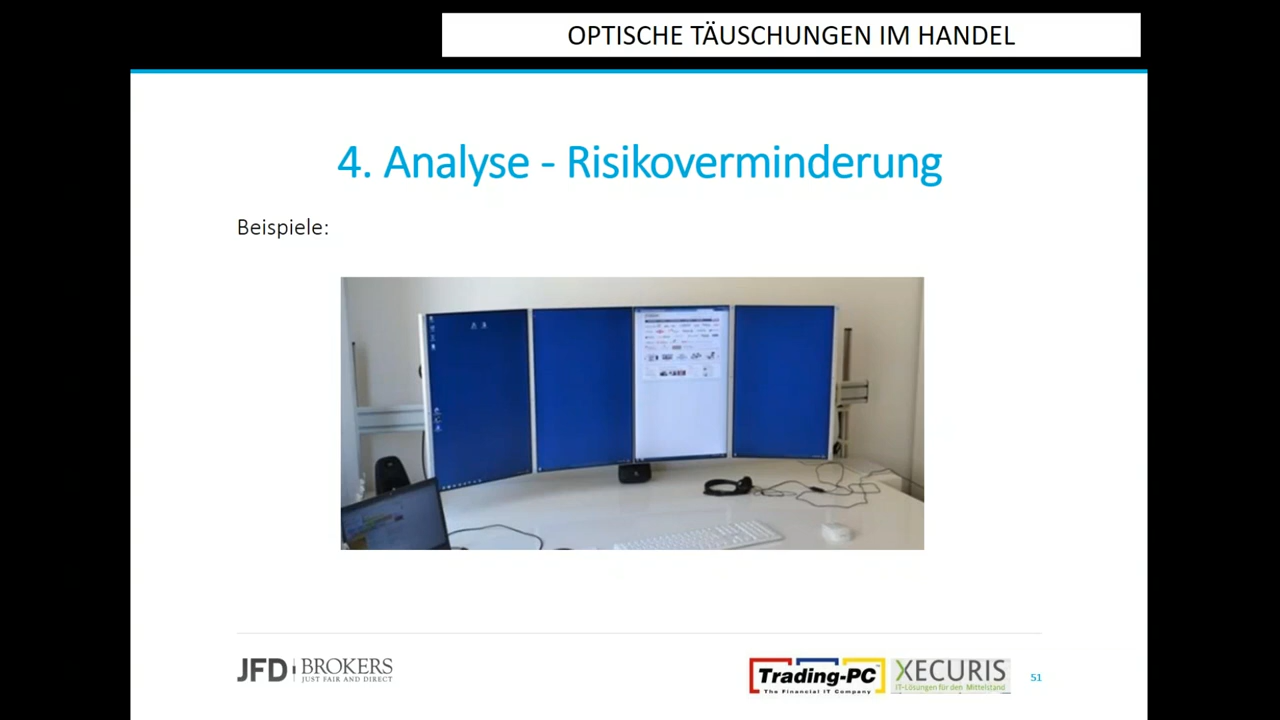 OPTISCHE TÄUSCHUNGEN IM HANDEL
4. Analyse - Risikoverminderung
Beispiele:
JFD BROKERS
JUST FAIR AND DIRECT
Trading-PC™
The Financial IT Company
XECURIS
IT-Lösungen für den Mittelstand
51